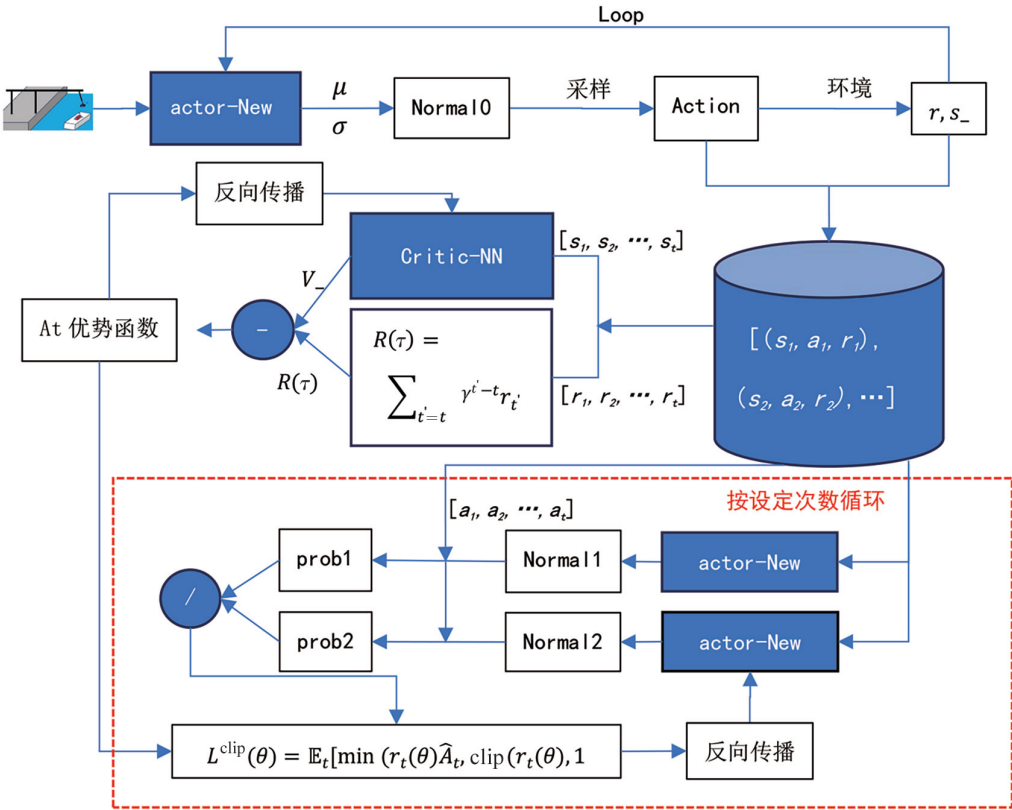 Loop
actor-New
μ
σ
Normal0
采样
Action
环境
r, s_
反向传播
Critic-NN
[s₁, s₂, ⋯, sₜ]
V_
At 优势函数
-
R(τ)
R(τ) =
∑ₜ'₌ₜ γᵗ'⁻ᵗ rₜ'
[r₁, r₂, ⋯, rₜ]
[(s₁, a₁, r₁),
(s₂, a₂, r₂), ⋯]
按设定次数循环
[a₁, a₂, ⋯, aₜ]
prob1
Normal1
actor-New
/
prob2
Normal2
actor-New
L^clip(θ) = 𝔼ₜ[min (rₜ(θ)Âₜ, clip(rₜ(θ), 1
反向传播